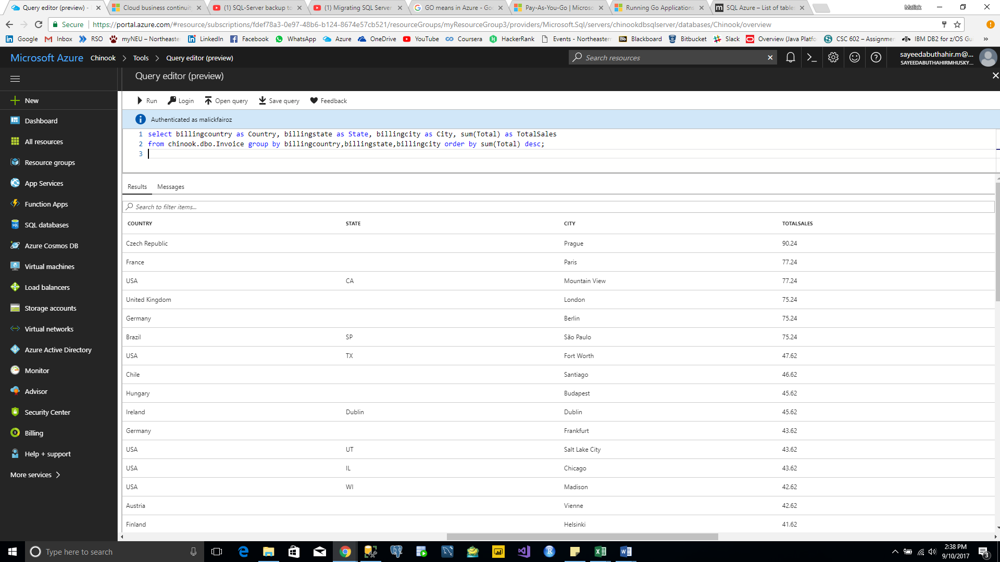 Query editor (preview) -
Cloud business continuit
(1) SQL-Server backup to
(1) Migrating SQL Server
GO means in Azure - Goo
Pay-As-You-Go | Microso
Running Go Applications
SQL Azure – List of tables
Malick
Secure
https://portal.azure.com/#resource/subscriptions/fdef78a3-0e97-48b6-b124-8674e57cb521/resourceGroups/myResourceGroup3/providers/Microsoft.Sql/servers/chinookdbsqlserver/databases/Chinook/overview
Google Inbox RSO myNEU – Northeaste LinkedIn Facebook WhatsApp Azure OneDrive YouTube Coursera HackerRank Events - Northeastern Blackboard Bitbucket Slack Overview (Java Platfo CSC 602 – Assignmen IBM DB2 for z/OS Gu »
Microsoft Azure Chinook > Tools > Query editor (preview)
Search resources
sayeedabuthahir.m@...
SAYEEDABUTHAHIRMHUSKY...
Query editor (preview)
New
Dashboard
All resources
Resource groups
App Services
Function Apps
SQL databases
Azure Cosmos DB
Virtual machines
Load balancers
Storage accounts
Virtual networks
Azure Active Directory
Monitor
Advisor
Security Center
Billing
Help + support
More services >
Run Login Open query Save query Feedback
Authenticated as malickfairoz
1 select billingcountry as Country, billingstate as State, billingcity as City, sum(Total) as TotalSales
2 from chinook.dbo.Invoice group by billingcountry,billingstate,billingcity order by sum(Total) desc;
3
Results Messages
Search to filter items...
COUNTRY STATE CITY TOTALSALES
Czech Republic Prague 90.24
France Paris 77.24
USA CA Mountain View 77.24
United Kingdom London 75.24
Germany Berlin 75.24
Brazil SP São Paulo 75.24
USA TX Fort Worth 47.62
Chile Santiago 46.62
Hungary Budapest 45.62
Ireland Dublin Dublin 45.62
Germany Frankfurt 43.62
USA UT Salt Lake City 43.62
USA IL Chicago 43.62
USA WI Madison 42.62
Austria Vienne 42.62
Finland Helsinki 41.62
Type here to search
2:38 PM
9/10/2017
3